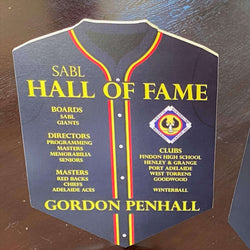 SABL
HALL OF FAME
BOARDS
SABL
GIANTS
DIRECTORS
PROGRAMMING
MASTERS
MEMORABILIA
SENIORS
MASTERS
RED BACKS
CHIEFS
ADELAIDE ACES
CLUBS
FINDON HIGH SCHOOL
HENLEY & GRANGE
PORT ADELAIDE
WEST TORRENS
GOODWOOD
WINTERBALL
GORDON PENHALL